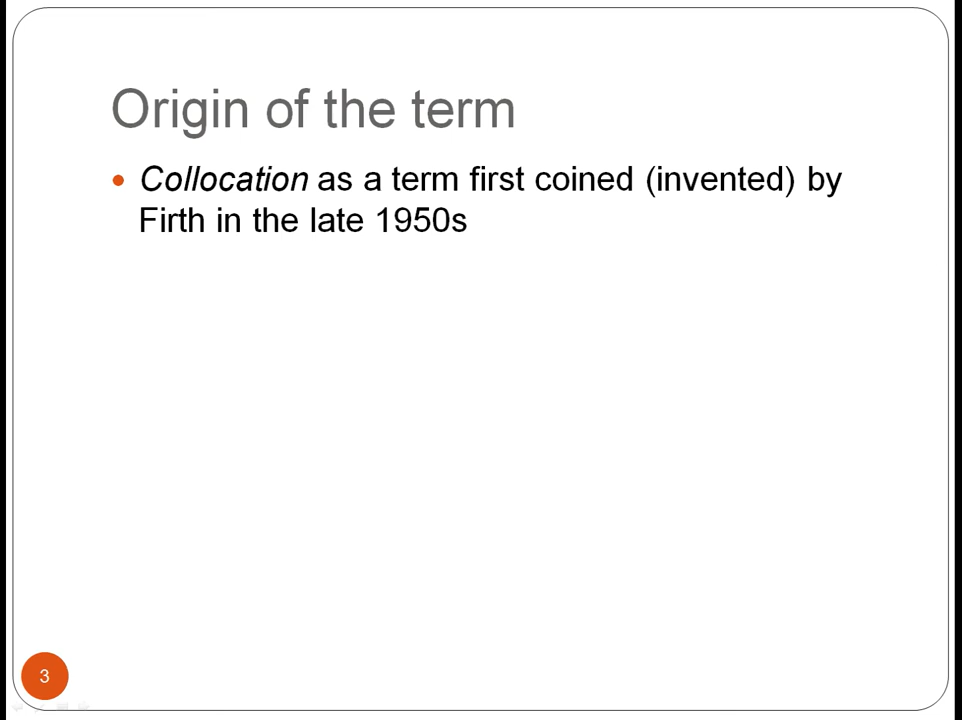 Origin of the term
• Collocation as a term first coined (invented) by
Firth in the late 1950s
3